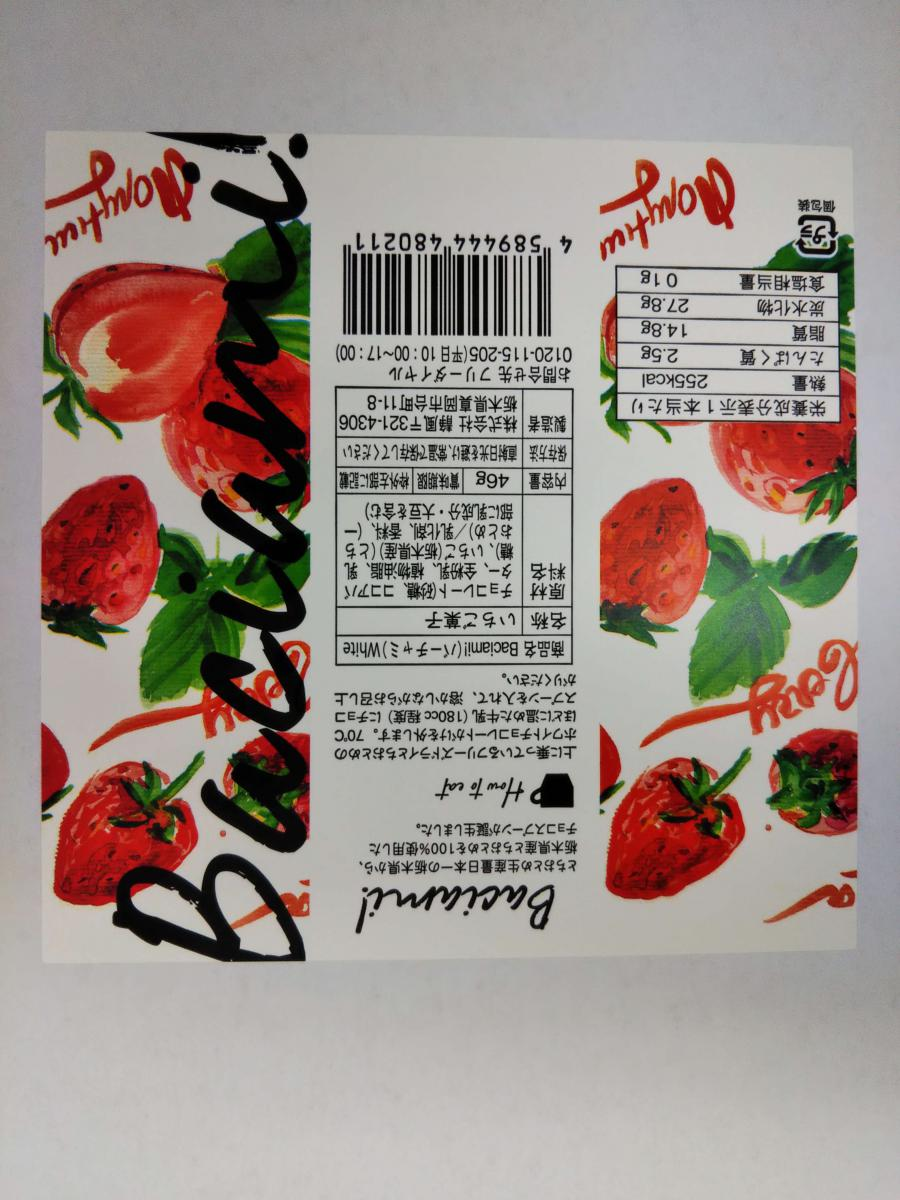 Baciami!
とちおとめ生産量日本一の栃木県から、
栃木県産とちおとめを100%使用した
チョコスプーンが誕生しました。
How to eat
上に乗っているフリーズドライとちおとめの
ホワイトチョコレートがけを外します。70℃
ほどに温めた牛乳(180cc 程度)にチョコ
スプーンを入れて、溶かしながらお召し上
がりください。
商品名 Baciami!(バーチャミ)White
名称 いちご菓子
原材料名 チョコレート(砂糖、ココアバ
ター、全粉乳、植物油脂、乳
糖)、いちご(栃木県産)(とち
おとめ)/乳化剤、香料、(一
部に乳成分・大豆を含む)
内容量 46g 賞味期限 枠外左部に記載
保存方法 直射日光を避け、常温で保存してください
製造者 株式会社 静風 〒321-4306
栃木県真岡市台町11-8
お問合せ先 フリーダイヤル
0120-115-205(平日10:00~17:00)
4 589444 480211
栄養成分表示1本当たり
熱量 255kcal
たんぱく質 2.5g
脂質 14.8g
炭水化物 27.8g
食塩相当量 0.1g
プラ
個包装
Baciami!